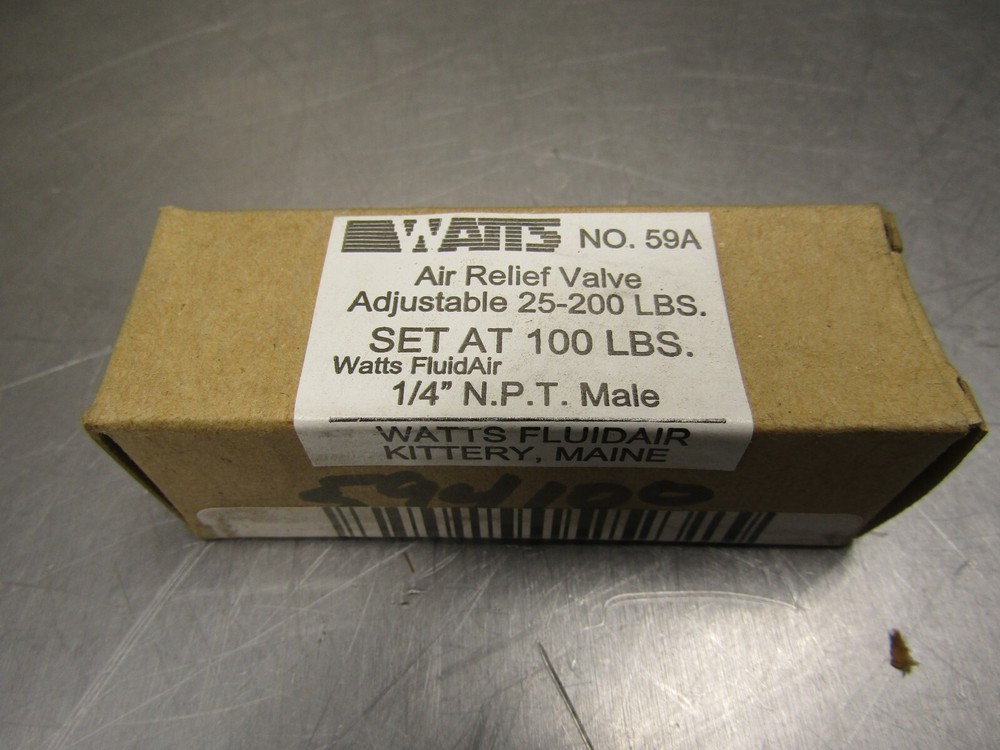 WATTS NO. 59A
Air Relief Valve
Adjustable 25-200 LBS.
SET AT 100 LBS.
Watts FluidAir
1/4" N.P.T. Male
WATTS FLUIDAIR
KITTERY, MAINE